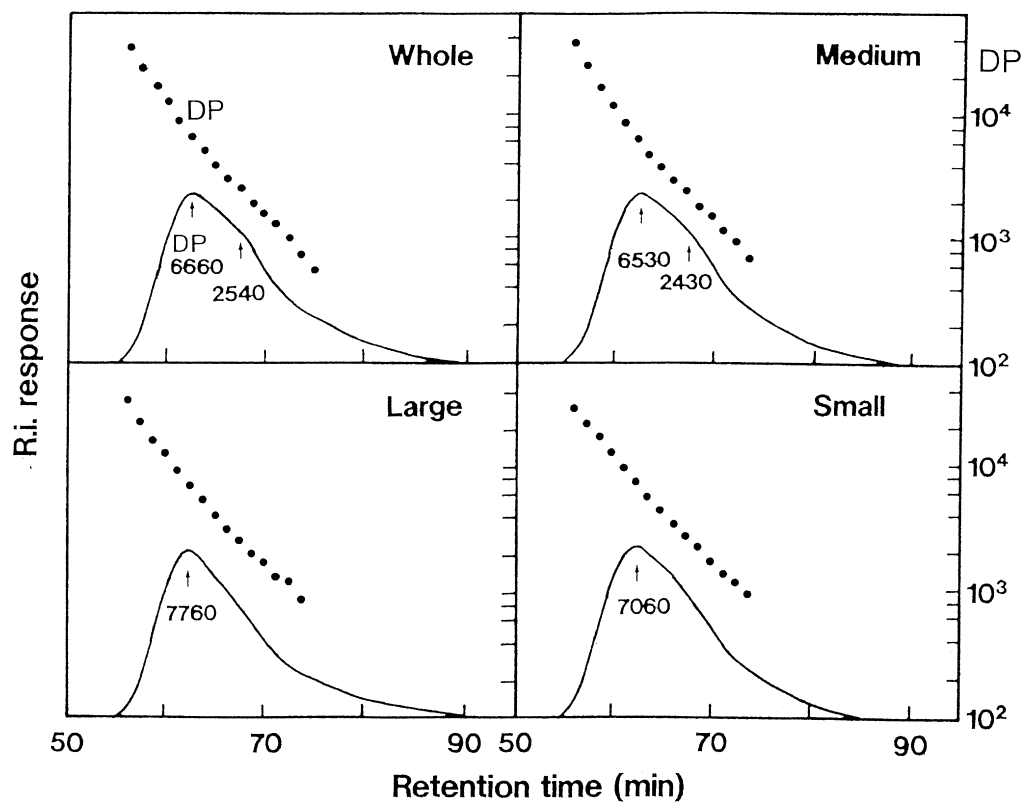 Whole
Medium
DP
DP
10⁴
DP
6660
2540
6530
2430
10³
10²
R.i. response
Large
Small
10⁴
7760
7060
10³
10²
50
70
90
50
70
90
Retention time (min)